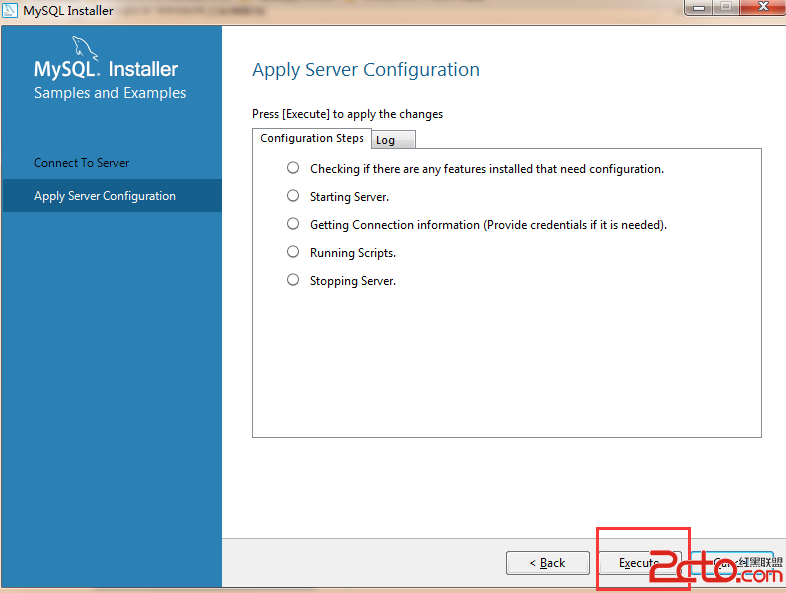 MySQL Installer
MySQL. Installer
Samples and Examples
Connect To Server
Apply Server Configuration
Apply Server Configuration
Press [Execute] to apply the changes
Configuration Steps
Log
Checking if there are any features installed that need configuration.
Starting Server.
Getting Connection information (Provide credentials if it is needed).
Running Scripts.
Stopping Server.
< Back
Execute
2cto.com
红黑联盟